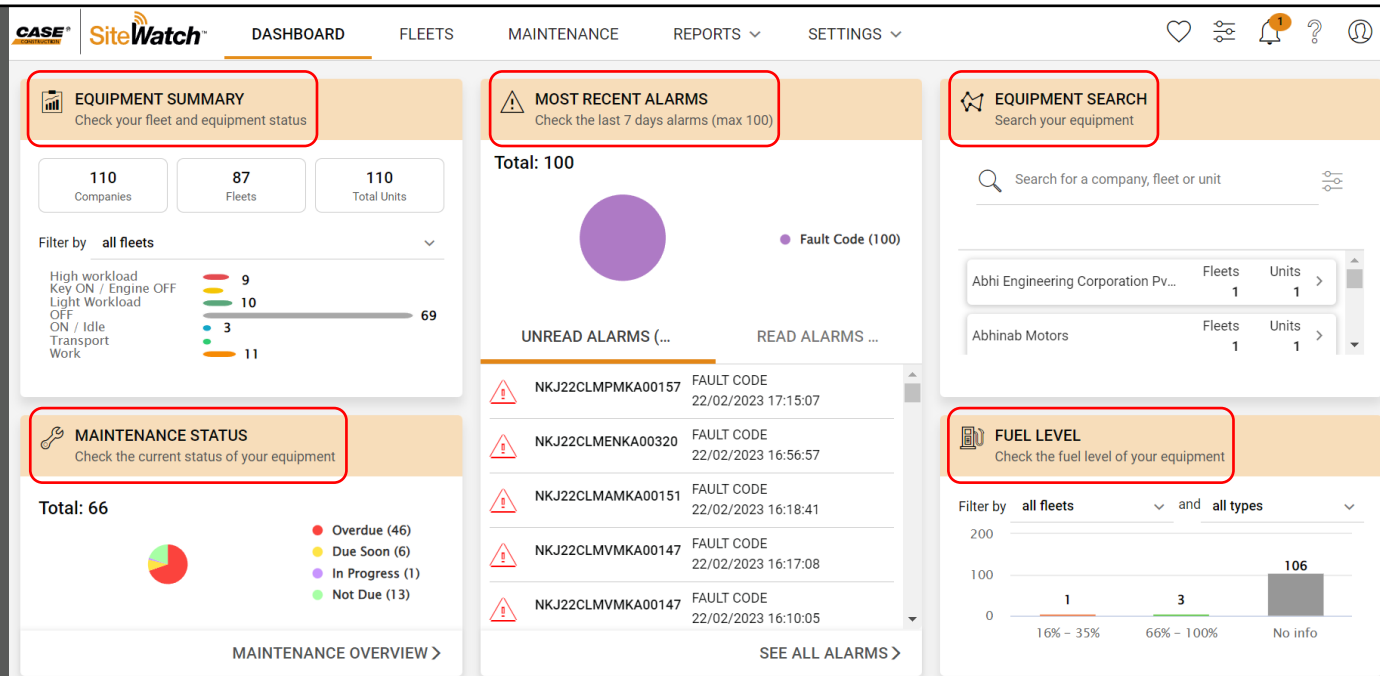 CASE
CONSTRUCTION
SiteWatch™
DASHBOARD
FLEETS
MAINTENANCE
REPORTS
SETTINGS
1
?
EQUIPMENT SUMMARY
Check your fleet and equipment status
110
Companies
87
Fleets
110
Total Units
Filter by all fleets
High workload 9
Key ON / Engine OFF
Light Workload 10
OFF 69
ON / Idle 3
Transport
Work 11
MAINTENANCE STATUS
Check the current status of your equipment
Total: 66
Overdue (46)
Due Soon (6)
In Progress (1)
Not Due (13)
MAINTENANCE OVERVIEW >
MOST RECENT ALARMS
Check the last 7 days alarms (max 100)
Total: 100
Fault Code (100)
UNREAD ALARMS (...
READ ALARMS ...
NKJ22CLMPMKA00157 FAULT CODE
22/02/2023 17:15:07
NKJ22CLMENKA00320 FAULT CODE
22/02/2023 16:56:57
NKJ22CLMAMKA00151 FAULT CODE
22/02/2023 16:18:41
NKJ22CLMVMKA00147 FAULT CODE
22/02/2023 16:17:08
NKJ22CLMVMKA00147 FAULT CODE
22/02/2023 16:10:05
SEE ALL ALARMS >
EQUIPMENT SEARCH
Search your equipment
Search for a company, fleet or unit
Abhi Engineering Corporation Pv... Fleets Units
1 1
Abhinab Motors Fleets Units
1 1
FUEL LEVEL
Check the fuel level of your equipment
Filter by all fleets and all types
200
100
0
1
3
106
16% – 35%
66% – 100%
No info